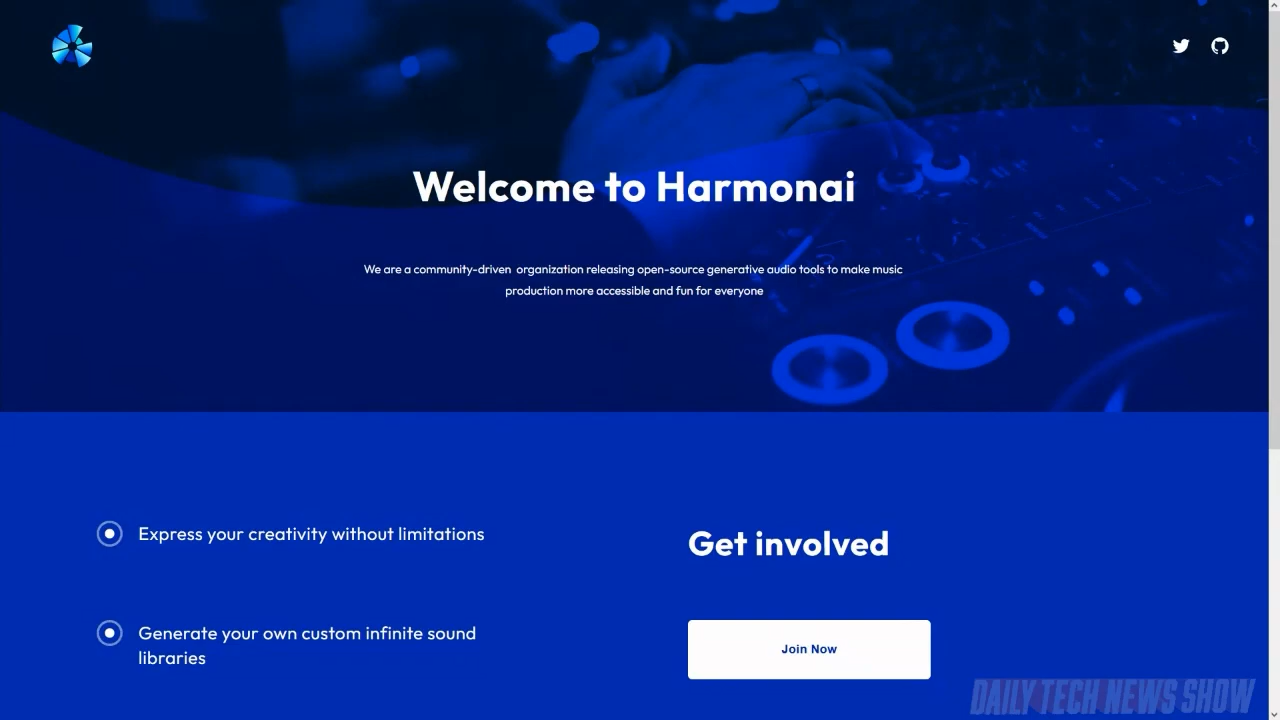 Welcome to Harmonai
We are a community-driven organization releasing open-source generative audio tools to make music
production more accessible and fun for everyone
Express your creativity without limitations
Generate your own custom infinite sound
libraries
Get involved
Join Now
DAILY TECH NEWS SHOW